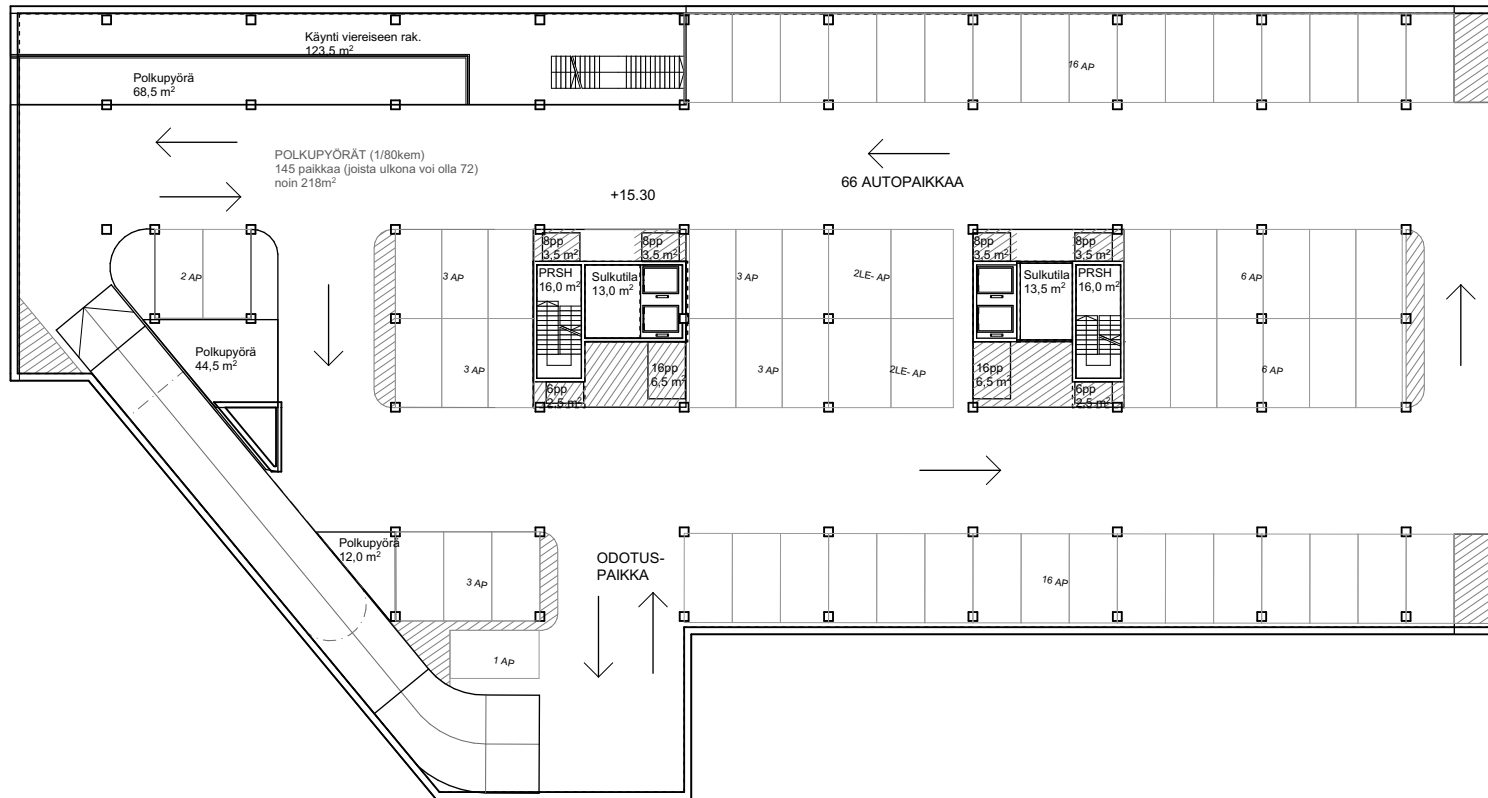 Käynti viereiseen rak.
123,5 m²
Polkupyörä
68,5 m²
16 AP
POLKUPYÖRÄT (1/80kem)
145 paikkaa (joista ulkona voi olla 72)
noin 218m²
+15.30
66 AUTOPAIKKAA
2 AP
3 AP
8pp
3,5 m²
8pp
3,5 m²
PRSH
16,0 m²
Sulkutila
13,0 m²
3 AP
2LE- AP
8pp
3,5 m²
8pp
3,5 m²
Sulkutila
13,5 m²
PRSH
16,0 m²
6 AP
Polkupyörä
44,5 m²
3 AP
6pp
2,5 m²
16pp
6,5 m²
3 AP
2LE- AP
16pp
6,5 m²
6pp
2,5 m²
6 AP
Polkupyörä
12,0 m²
3 AP
ODOTUS-
PAIKKA
16 AP
1 AP